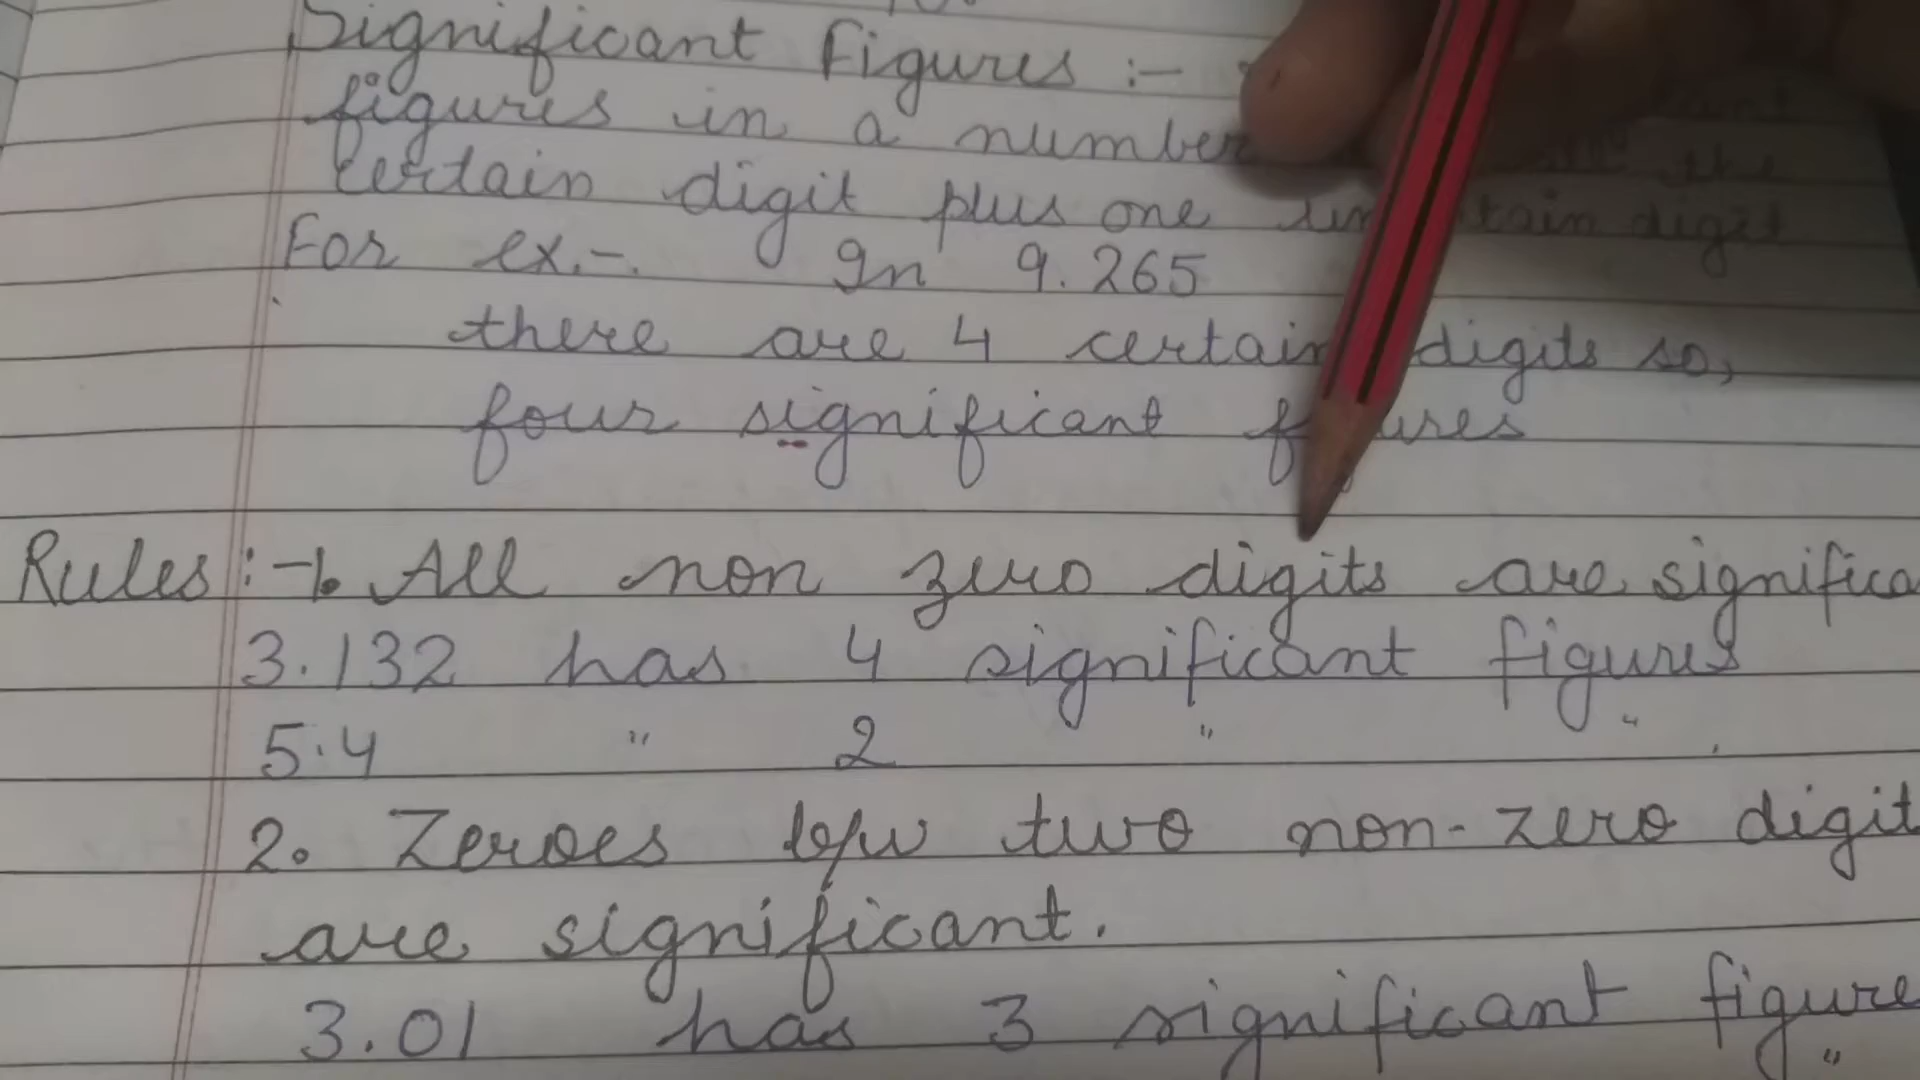 Significant Figures :-
figures in a number the
certain digit plus one digit
For ex.-. In 9.265
there are 4 certain digits so,
four significant
Rules :- 1. All non zero digits are significa
3.132 has 4 significant figures
5.4 " 2 " "
2. Zeroes b/w two non-zero digit
are significant.
3.01 has 3 significant figure
"